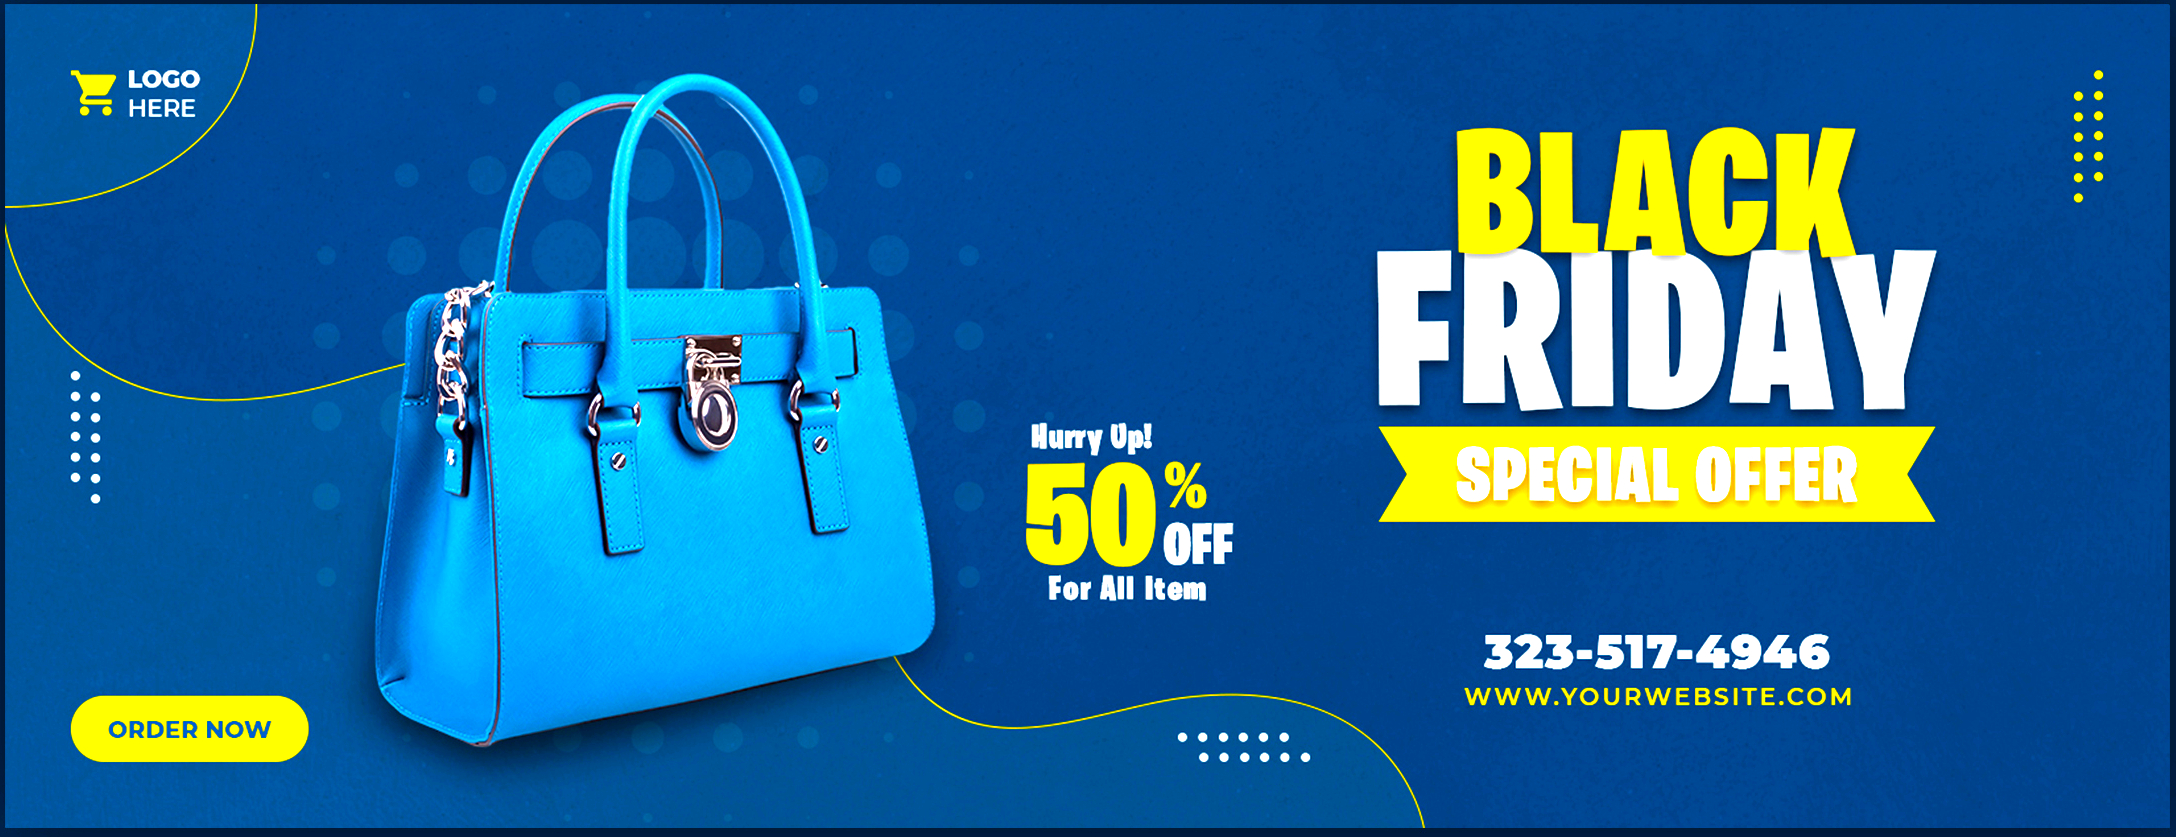 LOGO
HERE
BLACK
FRIDAY
SPECIAL OFFER
Hurry Up!
50%
OFF
For All Item
323-517-4946
WWW.YOURWEBSITE.COM
ORDER NOW